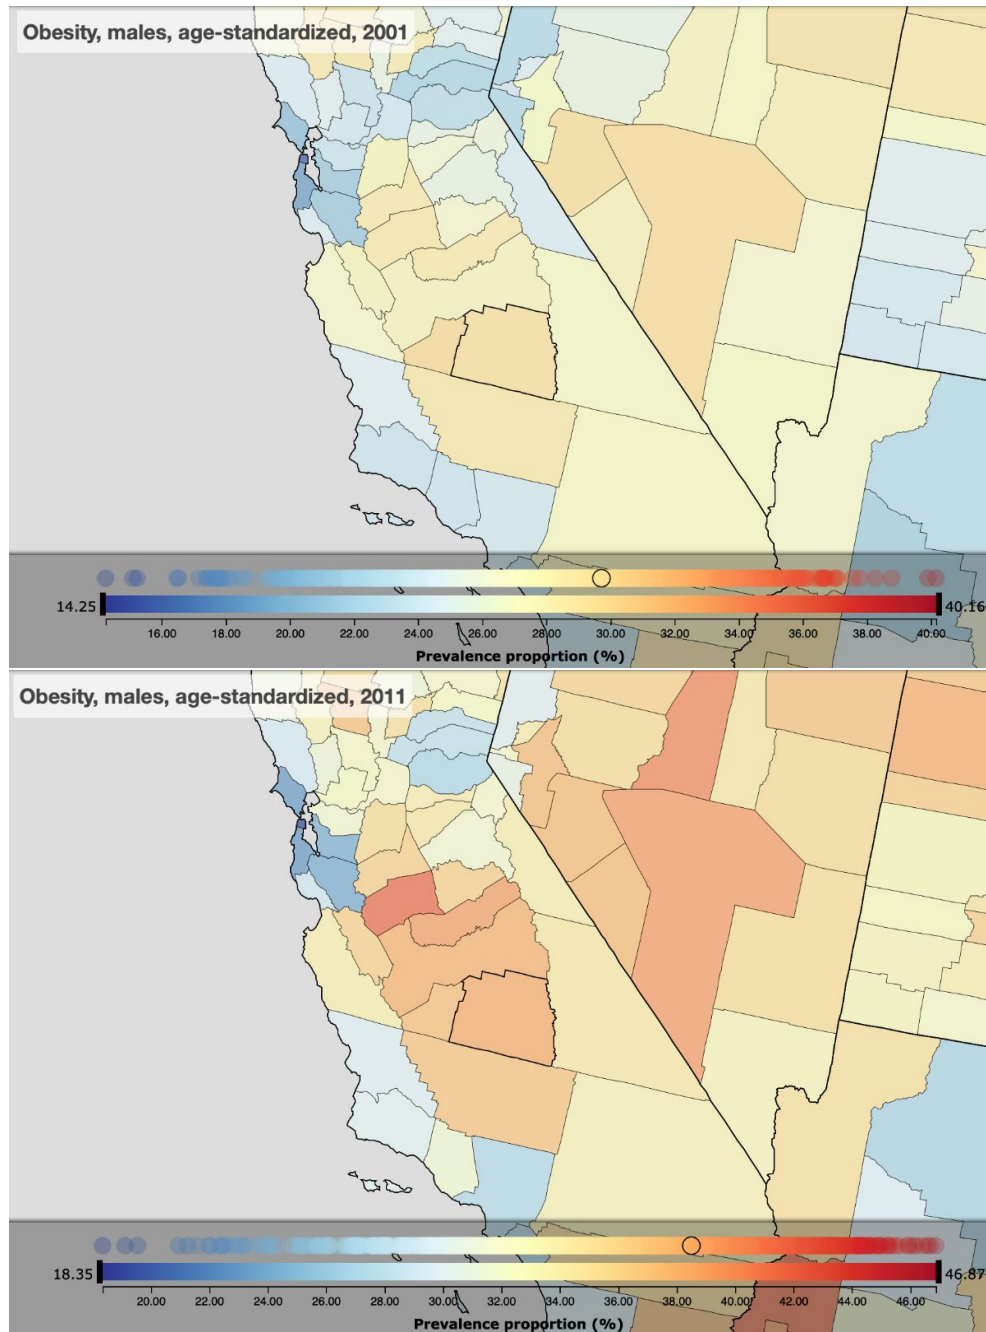 Obesity, males, age-standardized, 2001
14.25
40.16
16.00 18.00 20.00 22.00 24.00 26.00 28.00 30.00 32.00 34.00 36.00 38.00 40.00
Prevalence proportion (%)
Obesity, males, age-standardized, 2011
18.35
46.87
20.00 22.00 24.00 26.00 28.00 30.00 32.00 34.00 36.00 38.00 40.00 42.00 44.00 46.00
Prevalence proportion (%)